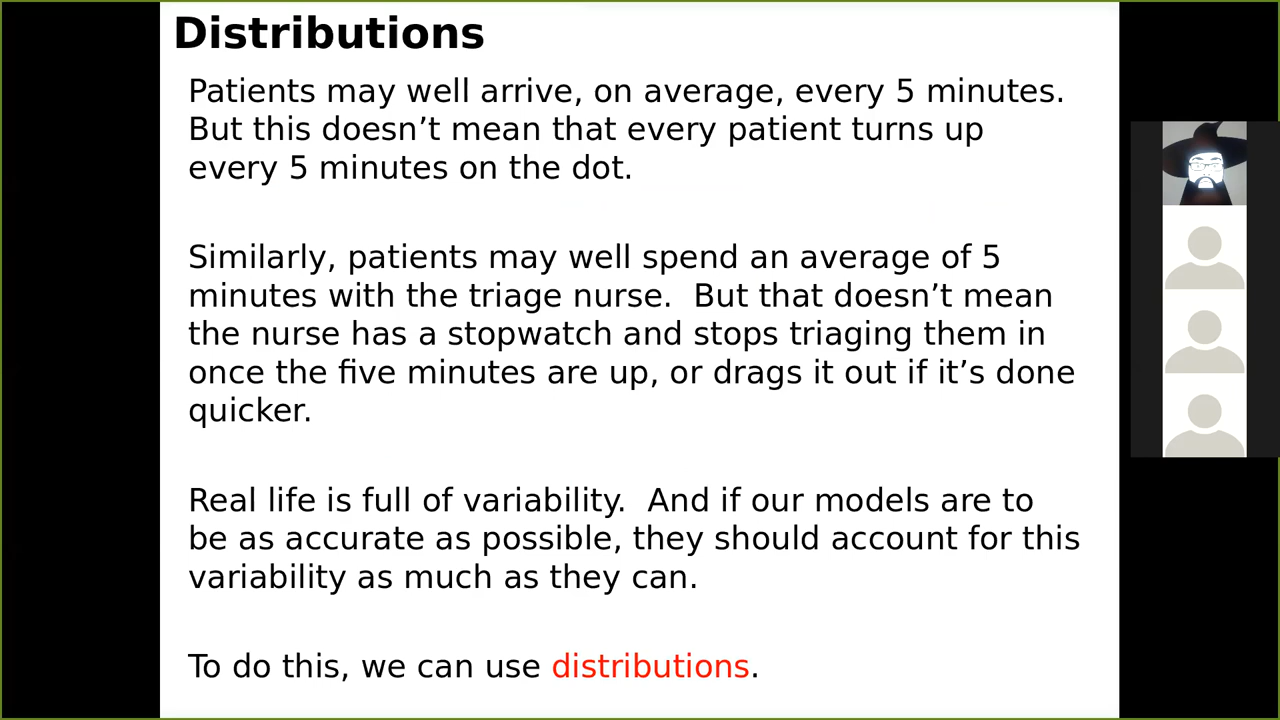 Distributions
Patients may well arrive, on average, every 5 minutes.
But this doesn’t mean that every patient turns up
every 5 minutes on the dot.
Similarly, patients may well spend an average of 5
minutes with the triage nurse.  But that doesn’t mean
the nurse has a stopwatch and stops triaging them in
once the five minutes are up, or drags it out if it’s done
quicker.
Real life is full of variability.  And if our models are to
be as accurate as possible, they should account for this
variability as much as they can.
To do this, we can use distributions.